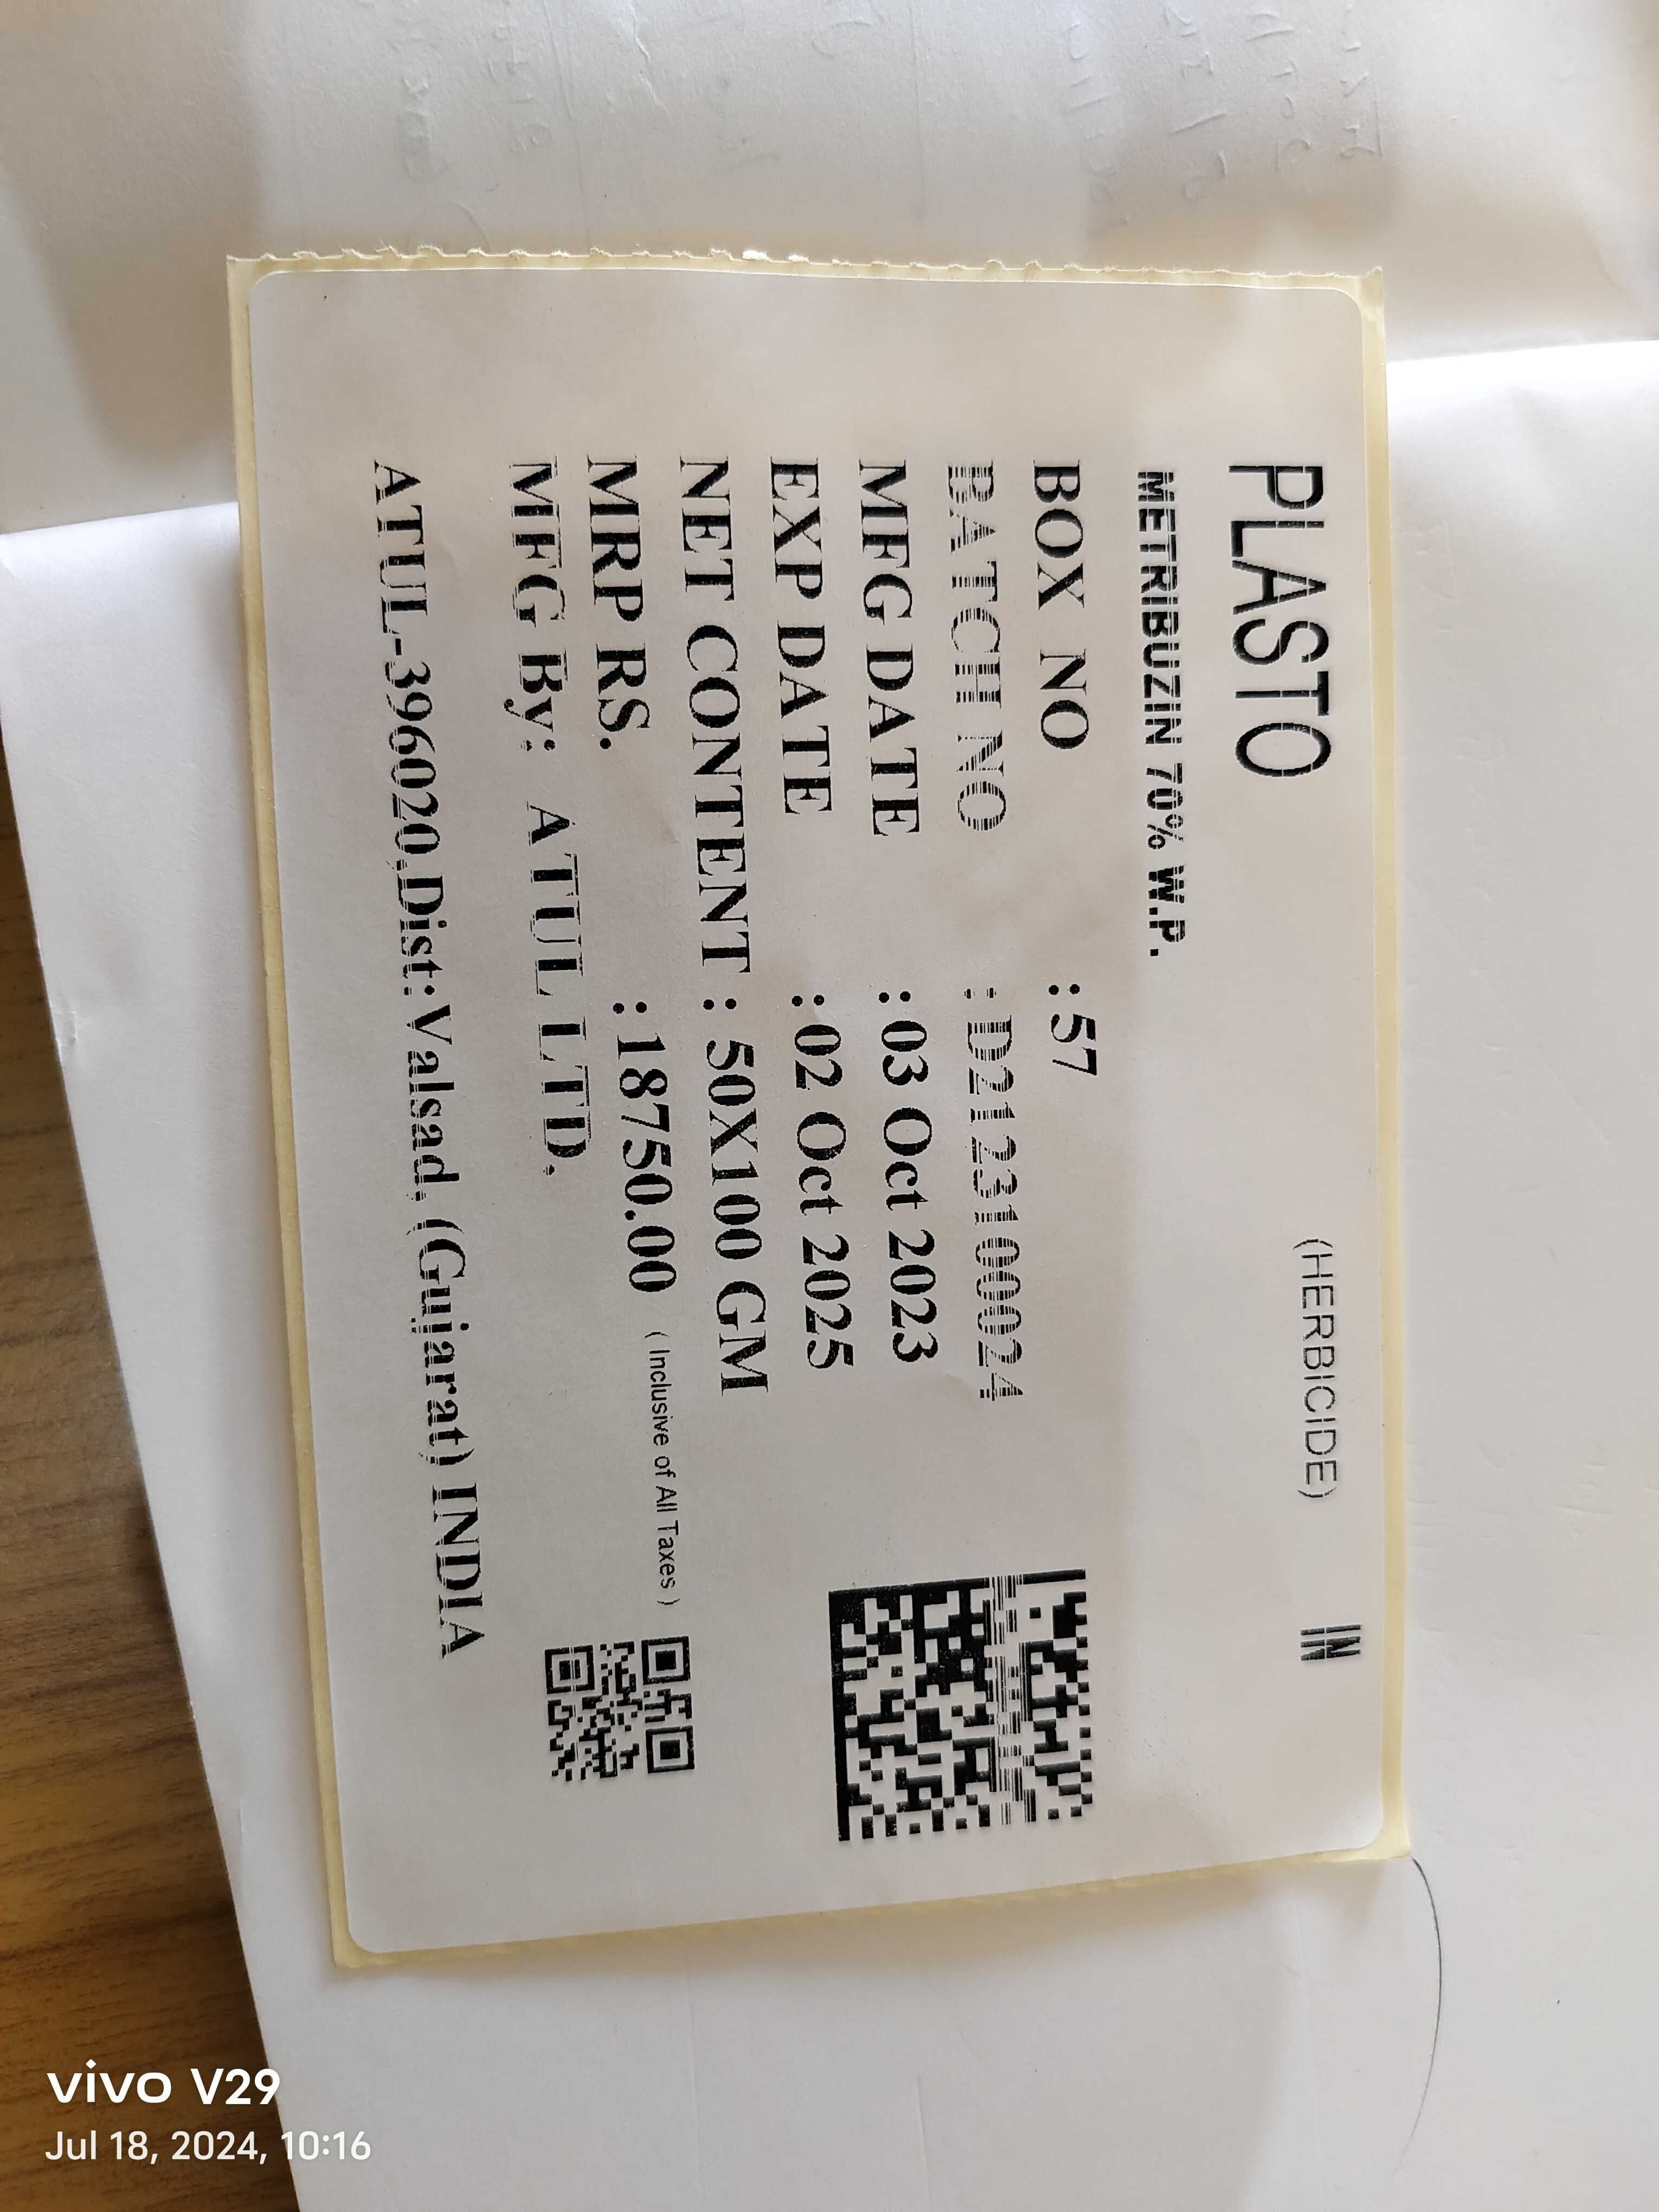 PLASTO (HERBICIDE) IN
METRIBUZIN 70% W.P.
BOX NO :57
BATCH NO : D2123100024
MFG DATE : 03 Oct 2023
EXP DATE : 02 Oct 2025
NET CONTENT : 50X100 GM
MRP RS. : 18750.00 ( Inclusive of All Taxes )
MFG By: ATUL LTD.
ATUL-396020,Dist:Valsad, (Gujarat) INDIA
vivo V29
Jul 18, 2024, 10:16